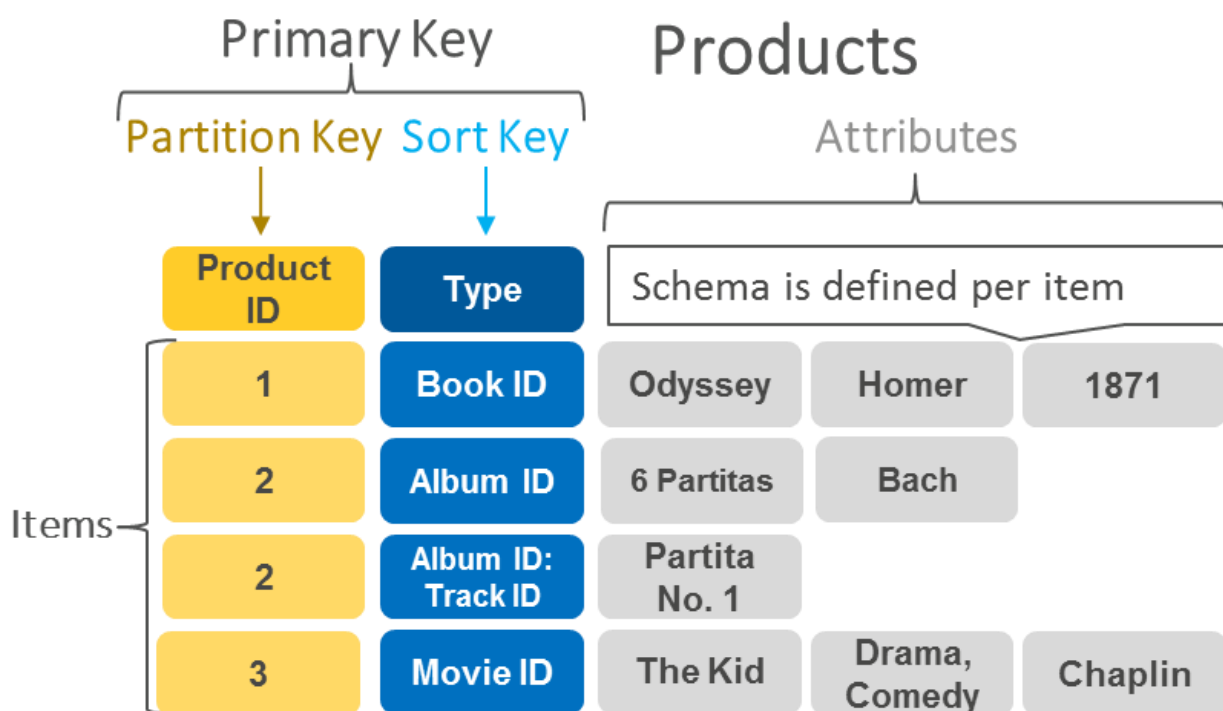 Primary Key
Products
Partition Key
Sort Key
Attributes
Product
ID
Type
Schema is defined per item
Items
1
Book ID
Odyssey
Homer
1871
2
Album ID
6 Partitas
Bach
2
Album ID:
Track ID
Partita
No. 1
3
Movie ID
The Kid
Drama,
Comedy
Chaplin